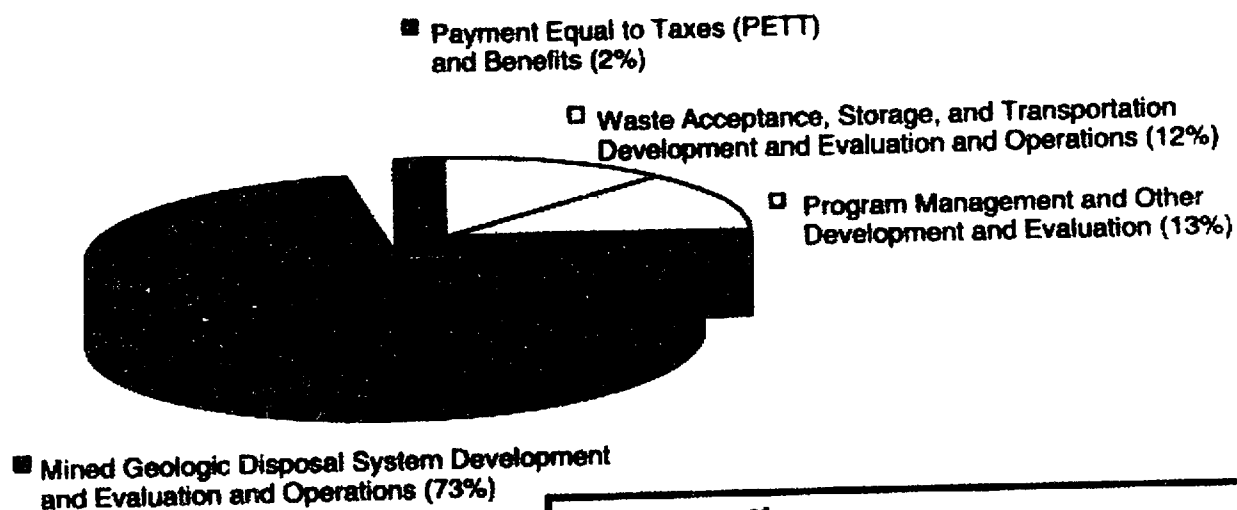 Payment Equal to Taxes (PETT)
and Benefits (2%)
Waste Acceptance, Storage, and Transportation
Development and Evaluation and Operations (12%)
Program Management and Other
Development and Evaluation (13%)
Mined Geologic Disposal System Development
and Evaluation and Operations (73%)